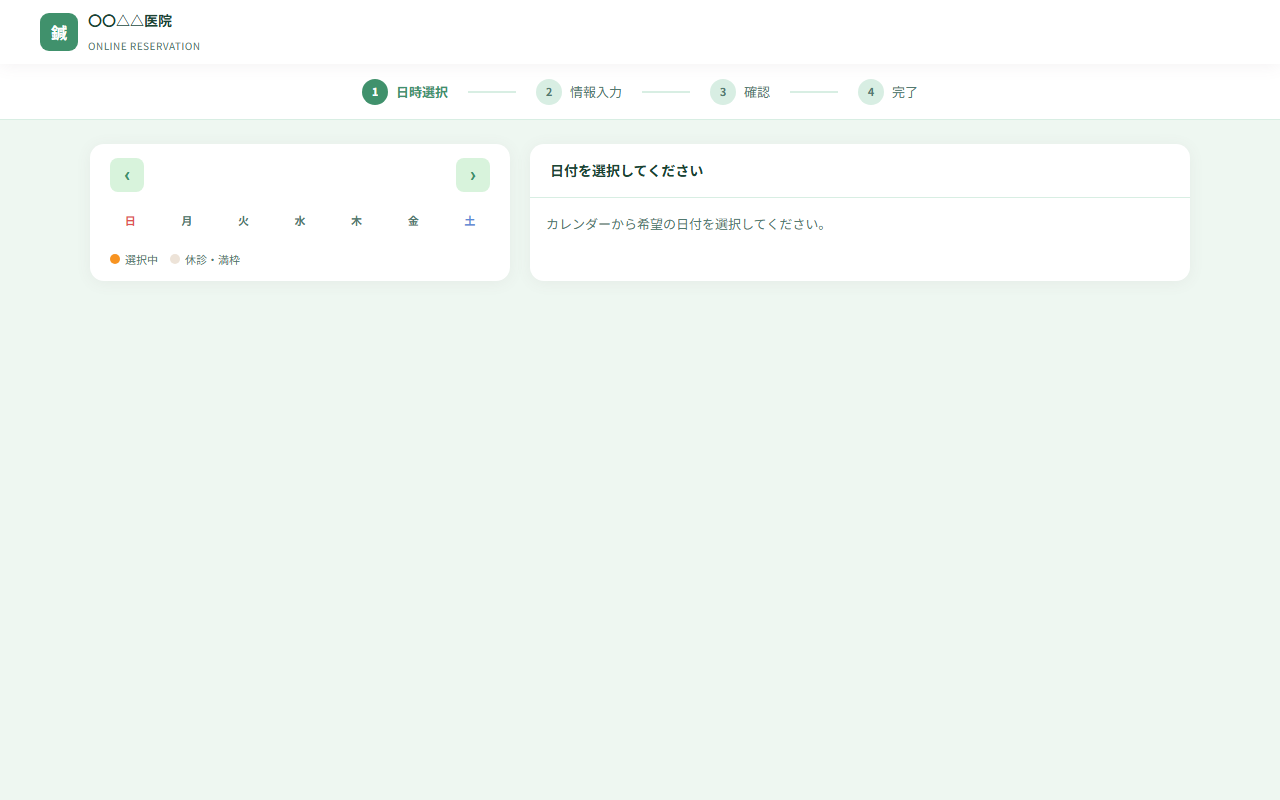 鍼
〇〇△△医院
ONLINE RESERVATION
1 日時選択
2 情報入力
3 確認
4 完了
‹ ›
日 月 火 水 木 金 土
選択中 休診・満枠
日付を選択してください
カレンダーから希望の日付を選択してください。